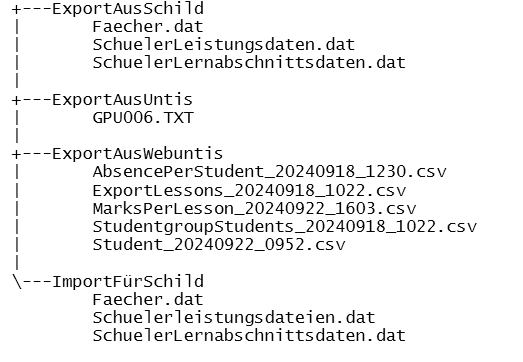 +---ExportAusSchild
|       Faecher.dat
|       SchuelerLeistungsdaten.dat
|       SchuelerLernabschnittsdaten.dat
|
+---ExportAusUntis
|       GPU006.TXT
|
+---ExportAusWebuntis
|       AbsencePerStudent_20240918_1230.csv
|       ExportLessons_20240918_1022.csv
|       MarksPerLesson_20240922_1603.csv
|       StudentgroupStudents_20240918_1022.csv
|       Student_20240922_0952.csv
|
\---ImportFürSchild
        Faecher.dat
        Schuelerleistungsdateien.dat
        SchuelerLernabschnittsdaten.dat